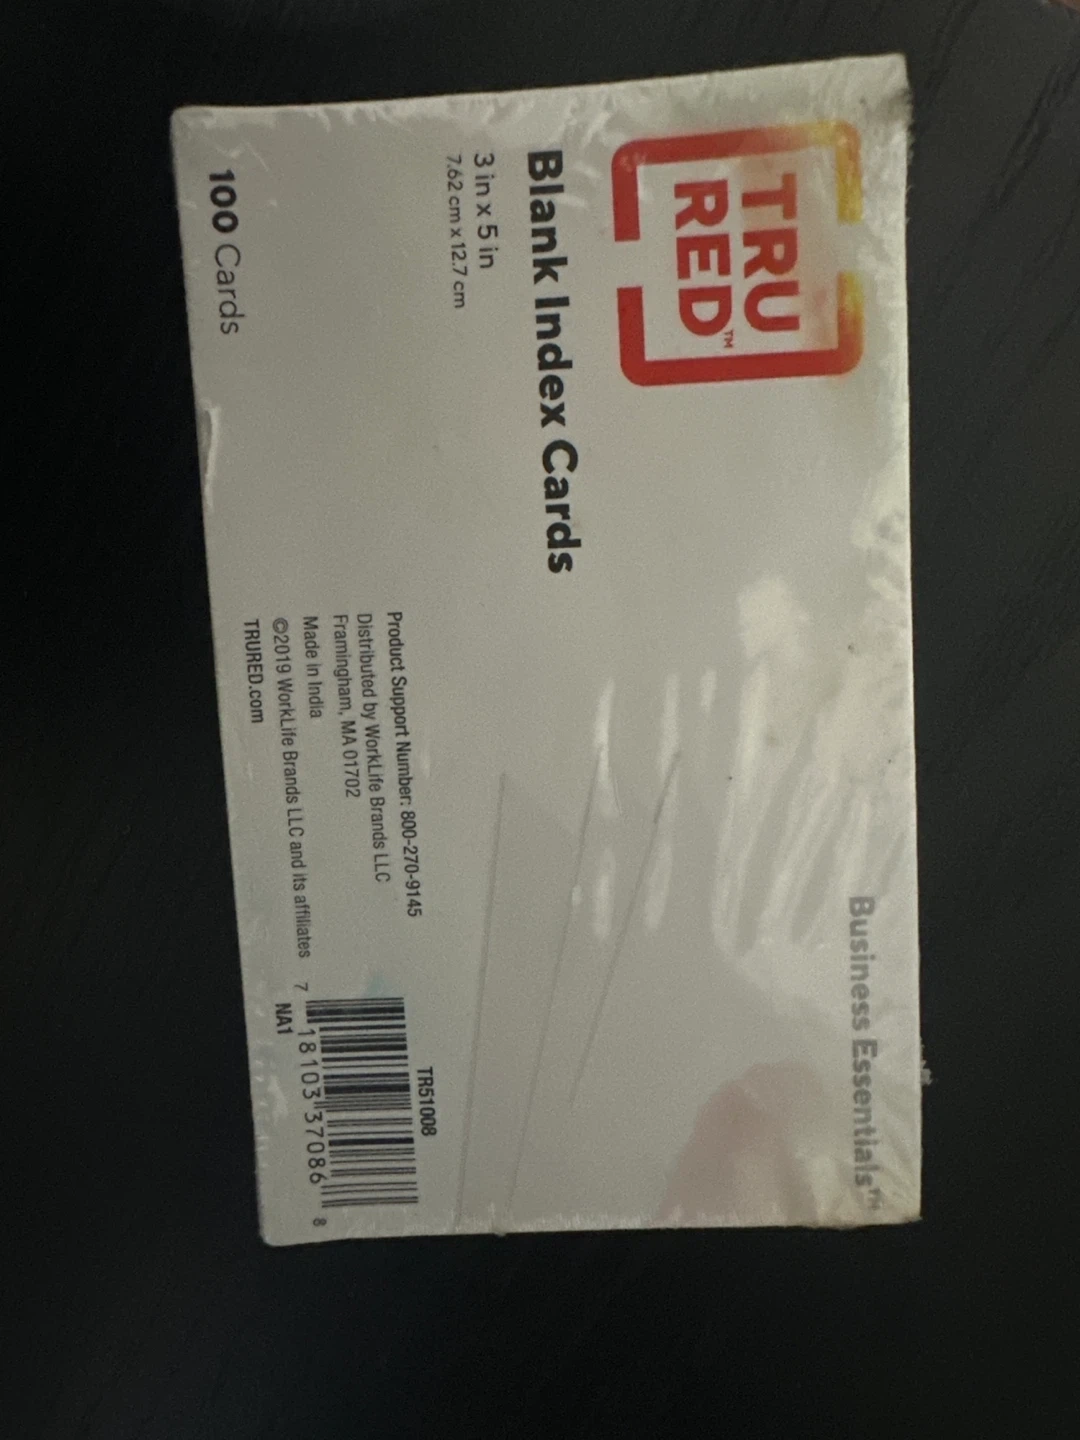 TRU
RED™
Business Essentials™
Blank Index Cards
3 in x 5 in
7.62 cm x 12.7 cm
100 Cards
Product Support Number: 800-270-9145
Distributed by WorkLife Brands LLC
Framingham, MA 01702
Made in India
©2019 WorkLife Brands LLC and its affiliates
TRURED.com
TR51008
7 18103 37086 8
NA1